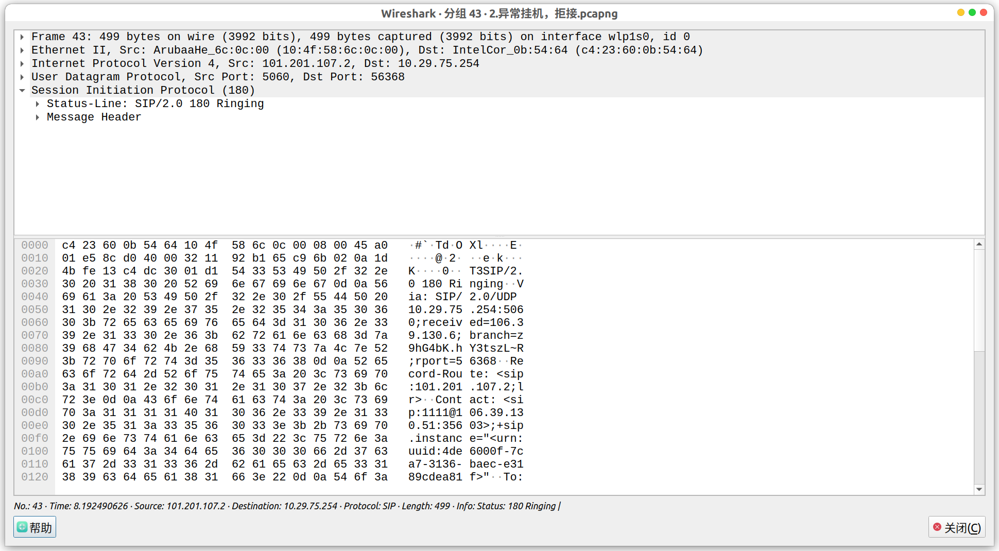 Wireshark · 分组 43 · 2.异常挂机，拒接.pcapng
Frame 43: 499 bytes on wire (3992 bits), 499 bytes captured (3992 bits) on interface wlp1s0, id 0
Ethernet II, Src: ArubaaHe_6c:0c:00 (10:4f:58:6c:0c:00), Dst: IntelCor_0b:54:64 (c4:23:60:0b:54:64)
Internet Protocol Version 4, Src: 101.201.107.2, Dst: 10.29.75.254
User Datagram Protocol, Src Port: 5060, Dst Port: 56368
Session Initiation Protocol (180)
Status-Line: SIP/2.0 180 Ringing
Message Header
0000 c4 23 60 0b 54 64 10 4f 58 6c 0c 00 08 00 45 a0 ·#`·Td·O Xl····E·
0010 01 e5 8c d0 40 00 32 11 92 b1 65 c9 6b 02 0a 1d ····@·2· ··e·k···
0020 4b fe 13 c4 dc 30 01 d1 54 33 53 49 50 2f 32 2e K····0·· T3SIP/2.
0030 30 20 31 38 30 20 52 69 6e 67 69 6e 67 0d 0a 56 0 180 Ri nging··V
0040 69 61 3a 20 53 49 50 2f 32 2e 30 2f 55 44 50 20 ia: SIP/ 2.0/UDP
0050 31 30 2e 32 39 2e 37 35 2e 32 35 34 3a 35 30 36 10.29.75 .254:506
0060 30 3b 72 65 63 65 69 76 65 64 3d 31 30 36 2e 33 0;receiv ed=106.3
0070 39 2e 31 33 30 2e 36 3b 62 72 61 6e 63 68 3d 7a 9.130.6; branch=z
0080 39 68 47 34 62 4b 2e 68 59 33 74 73 7a 4c 7e 52 9hG4bK.h Y3tszL~R
0090 3b 72 70 6f 72 74 3d 35 36 33 36 38 0d 0a 52 65 ;rport=5 6368··Re
00a0 63 6f 72 64 2d 52 6f 75 74 65 3a 20 3c 73 69 70 cord-Rou te: <sip
00b0 3a 31 30 31 2e 32 30 31 2e 31 30 37 2e 32 3b 6c :101.201 .107.2;l
00c0 72 3e 0d 0a 43 6f 6e 74 61 63 74 3a 20 3c 73 69 r>··Cont act: <si
00d0 70 3a 31 31 31 31 40 31 30 36 2e 33 39 2e 31 33 p:1111@1 06.39.13
00e0 30 2e 35 31 3a 33 35 36 30 33 3e 3b 2b 73 69 70 0.51:356 03>;+sip
00f0 2e 69 6e 73 74 61 6e 63 65 3d 22 3c 75 72 6e 3a .instanc e="<urn:
0100 75 75 69 64 3a 34 64 65 36 30 30 30 66 2d 37 63 uuid:4de 6000f-7c
0110 61 37 2d 33 31 33 36 2d 62 61 65 63 2d 65 33 31 a7-3136- baec-e31
0120 38 39 63 64 65 61 38 31 66 3e 22 0d 0a 54 6f 3a 89cdea81 f>"··To:
No.: 43 · Time: 8.192490626 · Source: 101.201.107.2 · Destination: 10.29.75.254 · Protocol: SIP · Length: 499 · Info: Status: 180 Ringing |
帮助
关闭(C)